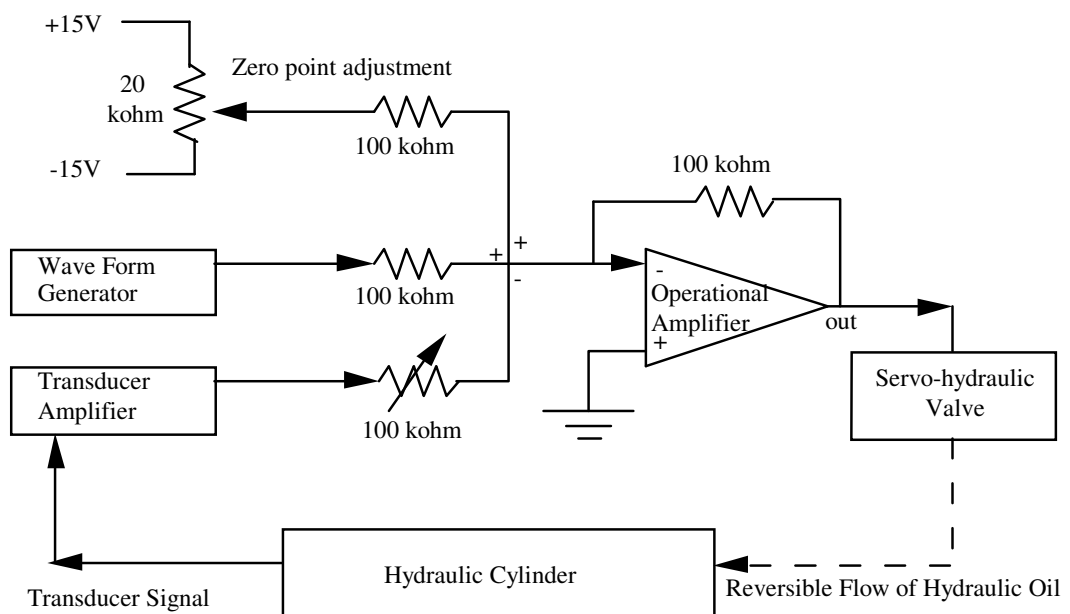 +15V
20
kohm
-15V
Zero point adjustment
100 kohm
100 kohm
Wave Form
Generator
100 kohm
+
+
-
-
Operational
Amplifier
+
out
Transducer
Amplifier
100 kohm
Servo-hydraulic
Valve
Hydraulic Cylinder
Transducer Signal
Reversible Flow of Hydraulic Oil